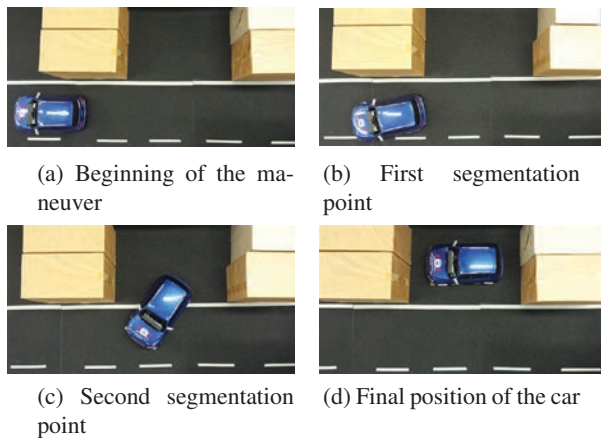 (a) Beginning of the ma-
neuver
(b) First segmentation
point
(c) Second segmentation
point
(d) Final position of the car